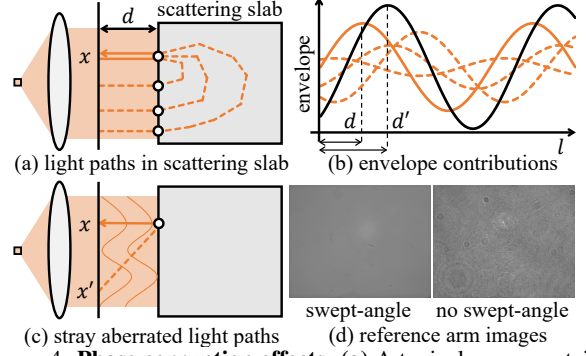 scattering slab
d
x
(a) light paths in scattering slab
envelope
d
d′
l
(b) envelope contributions
x
x′
(c) stray aberrated light paths
swept-angle no swept-angle
(d) reference arm images